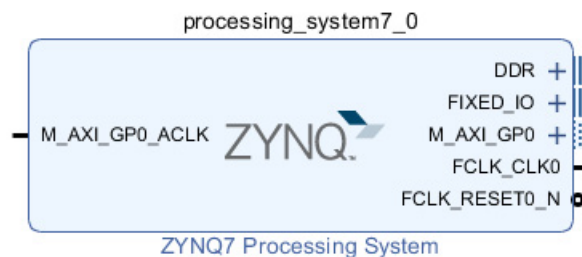 processing_system7_0
DDR
FIXED_IO
M_AXI_GP0_ACLK
ZYNQ
M_AXI_GP0
FCLK_CLK0
FCLK_RESET0_N
ZYNQ7 Processing System